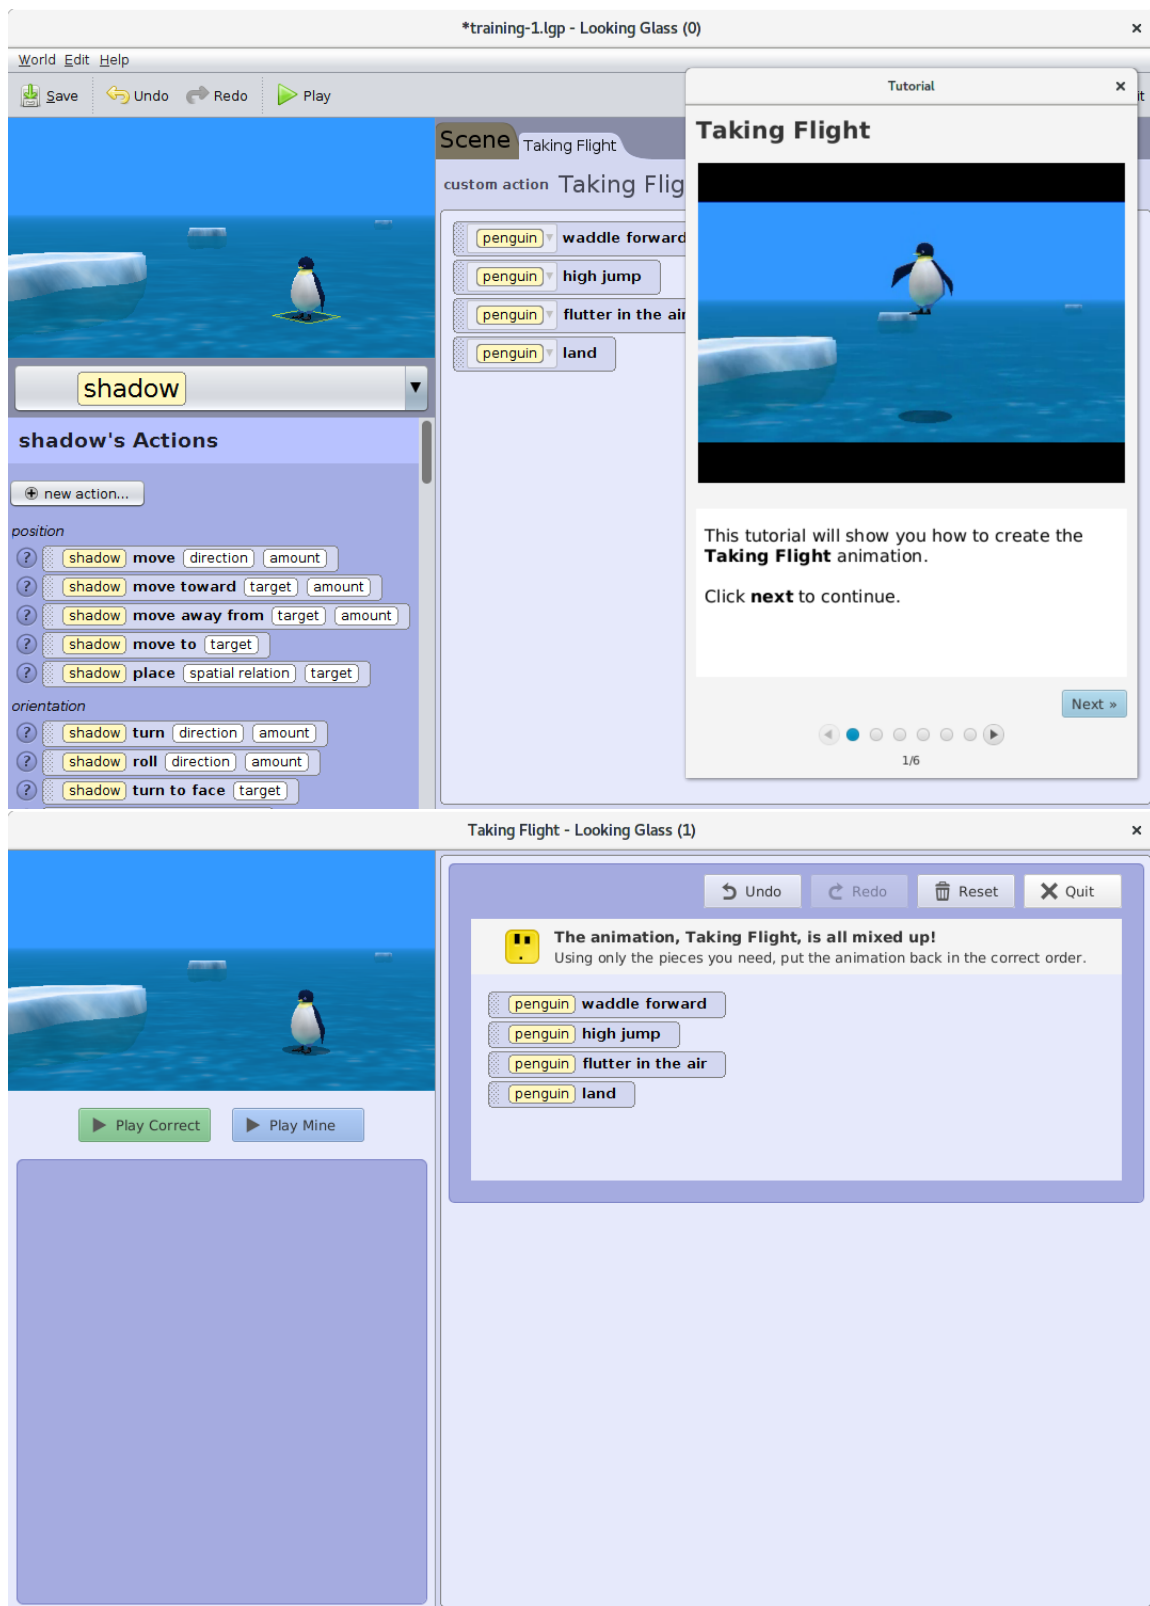 *training-1.lgp - Looking Glass (0)
World Edit Help
Save Undo Redo Play
Tutorial
it
Taking Flight
Scene Taking Flight
custom action Taking Flig
penguin waddle forward
penguin high jump
penguin flutter in the air
penguin land
shadow
shadow's Actions
new action...
position
? shadow move direction amount
? shadow move toward target amount
? shadow move away from target amount
? shadow move to target
? shadow place spatial relation target
orientation
? shadow turn direction amount
? shadow roll direction amount
? shadow turn to face target
This tutorial will show you how to create the
Taking Flight animation.
Click next to continue.
Next »
1/6
Taking Flight - Looking Glass (1)
Undo Redo Reset Quit
The animation, Taking Flight, is all mixed up!
Using only the pieces you need, put the animation back in the correct order.
penguin waddle forward
penguin high jump
penguin flutter in the air
penguin land
Play Correct Play Mine